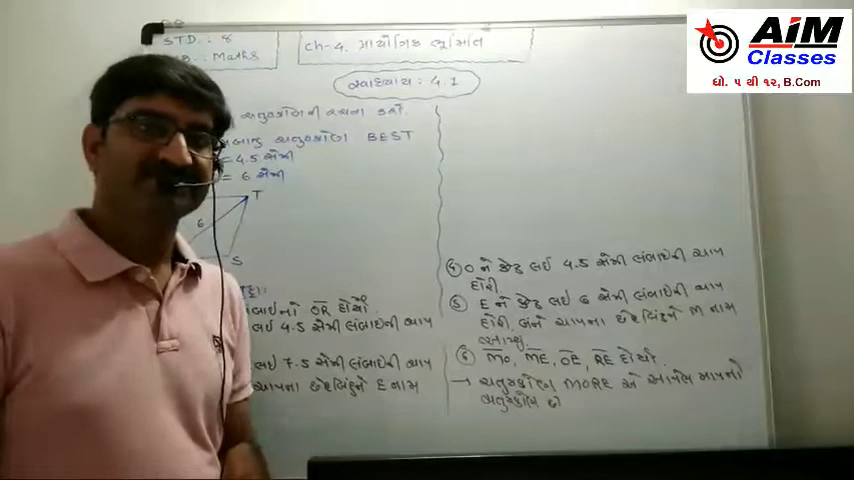 STD. : 8
Maths
Ch-4. પ્રાયોગિક ભૂમિતિ
સ્વાધ્યાય : 4.1
ચતુષ્કોણની રચના કરો.
ચતુષ્કોણ BEST
= 4.5 સેમી
= 6 સેમી
T
6
S
OR દોર્યો.
લઈ 4.5 સેમી લંબાઈની ચાપ
લઈ 7.5 સેમી લંબાઈની ચાપ
ચાપના છેદબિંદુને E નામ
④ O ને કેન્દ્ર લઈ 4.5 સેમી લંબાઈની ચાપ
દોરી.
⑤ E ને કેન્દ્ર લઈ 6 સેમી લંબાઈની ચાપ
દોરી. બંને ચાપના છેદબિંદુને M નામ
આપ્યુ.
⑥ MO, ME, OE, RE દોર્યા.
→ ચતુષ્કોણ MORE એ આપેલ માપનો
ચતુષ્કોણ છે
AiM
Classes
ધો. ૫ થી ૧૨, B.Com